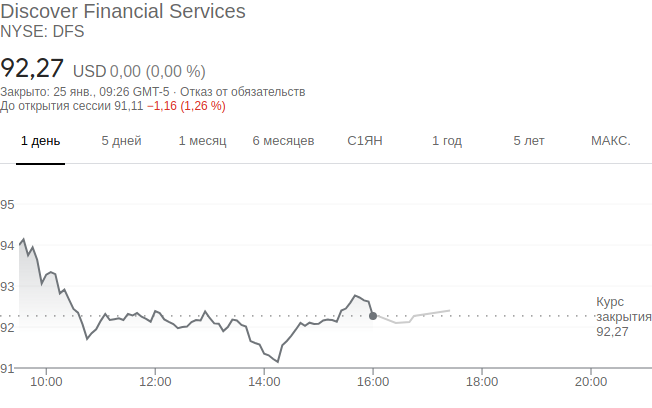 Discover Financial Services
NYSE: DFS
92,27 USD 0,00 (0,00 %)
Закрыто: 25 янв., 09:26 GMT-5 · Отказ от обязательств
До открытия сессии 91,11 −1,16 (1,26 %)
1 день 5 дней 1 месяц 6 месяцев С1ЯН 1 год 5 лет МАКС.
95
94
93
92
91
Курс
закрытия
92,27
10:00 12:00 14:00 16:00 18:00 20:00